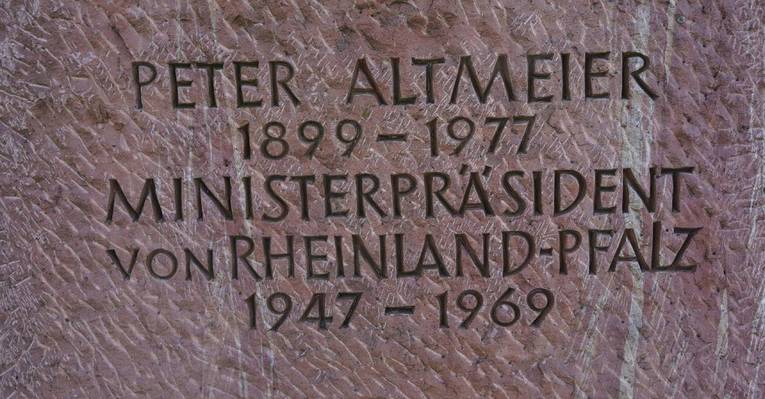 PETER ALTMEIER
1899 – 1977
MINISTERPRÄSIDENT
VON RHEINLAND-PFALZ
1947 – 1969